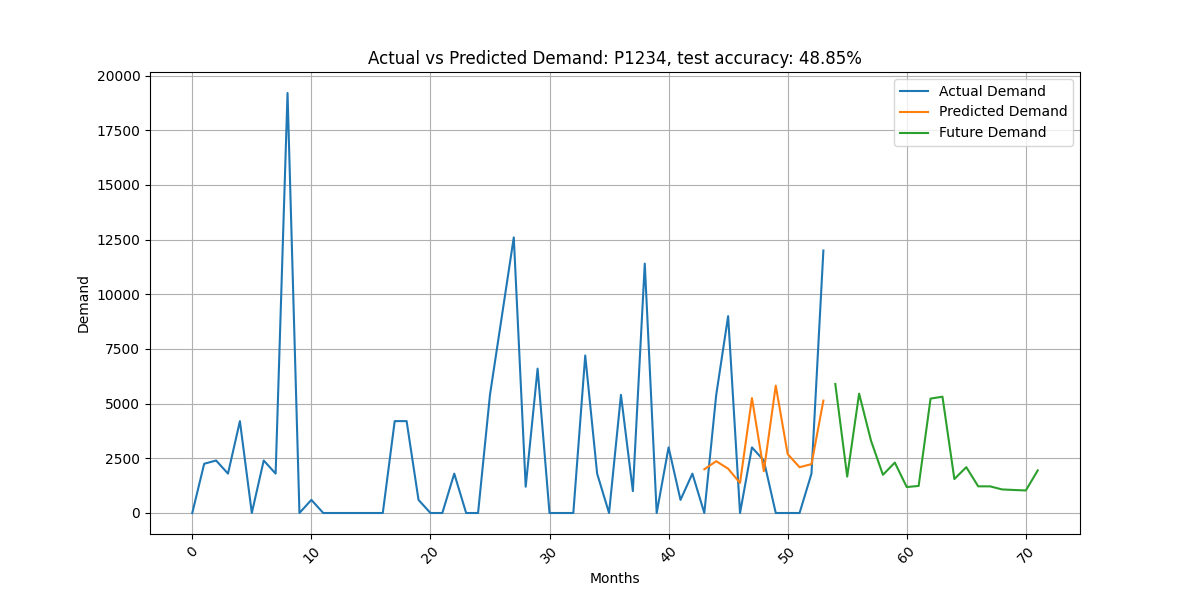 Actual vs Predicted Demand: P1234, test accuracy: 48.85%
Actual Demand
Predicted Demand
Future Demand
20000
17500
15000
12500
10000
7500
5000
2500
0
Demand
0 10 20 30 40 50 60 70
Months